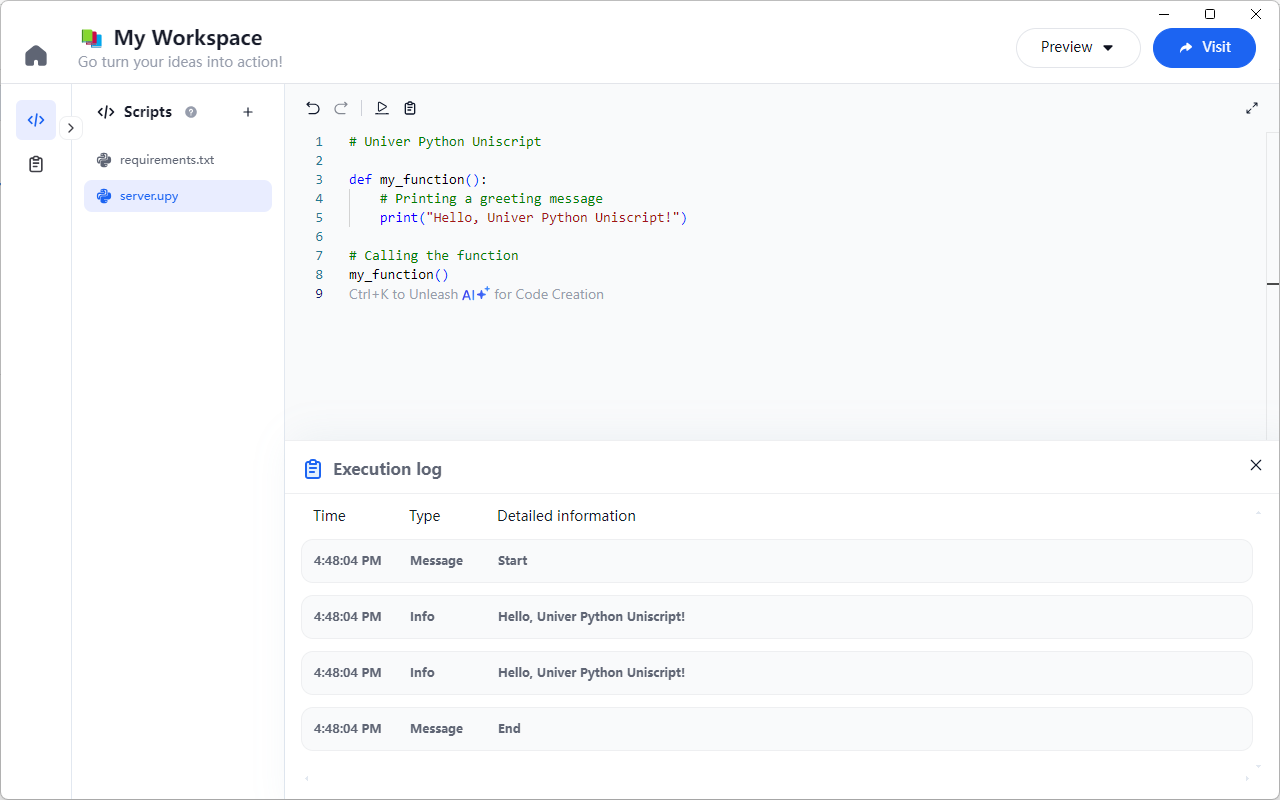 My Workspace
Go turn your ideas into action!
Preview
Visit
</> Scripts ? +
requirements.txt
server.upy
1 # Univer Python Uniscript
2
3 def my_function():
4 # Printing a greeting message
5 print("Hello, Univer Python Uniscript!")
6
7 # Calling the function
8 my_function()
9 Ctrl+K to Unleash AI for Code Creation
Execution log
Time Type Detailed information
4:48:04 PM Message Start
4:48:04 PM Info Hello, Univer Python Uniscript!
4:48:04 PM Info Hello, Univer Python Uniscript!
4:48:04 PM Message End